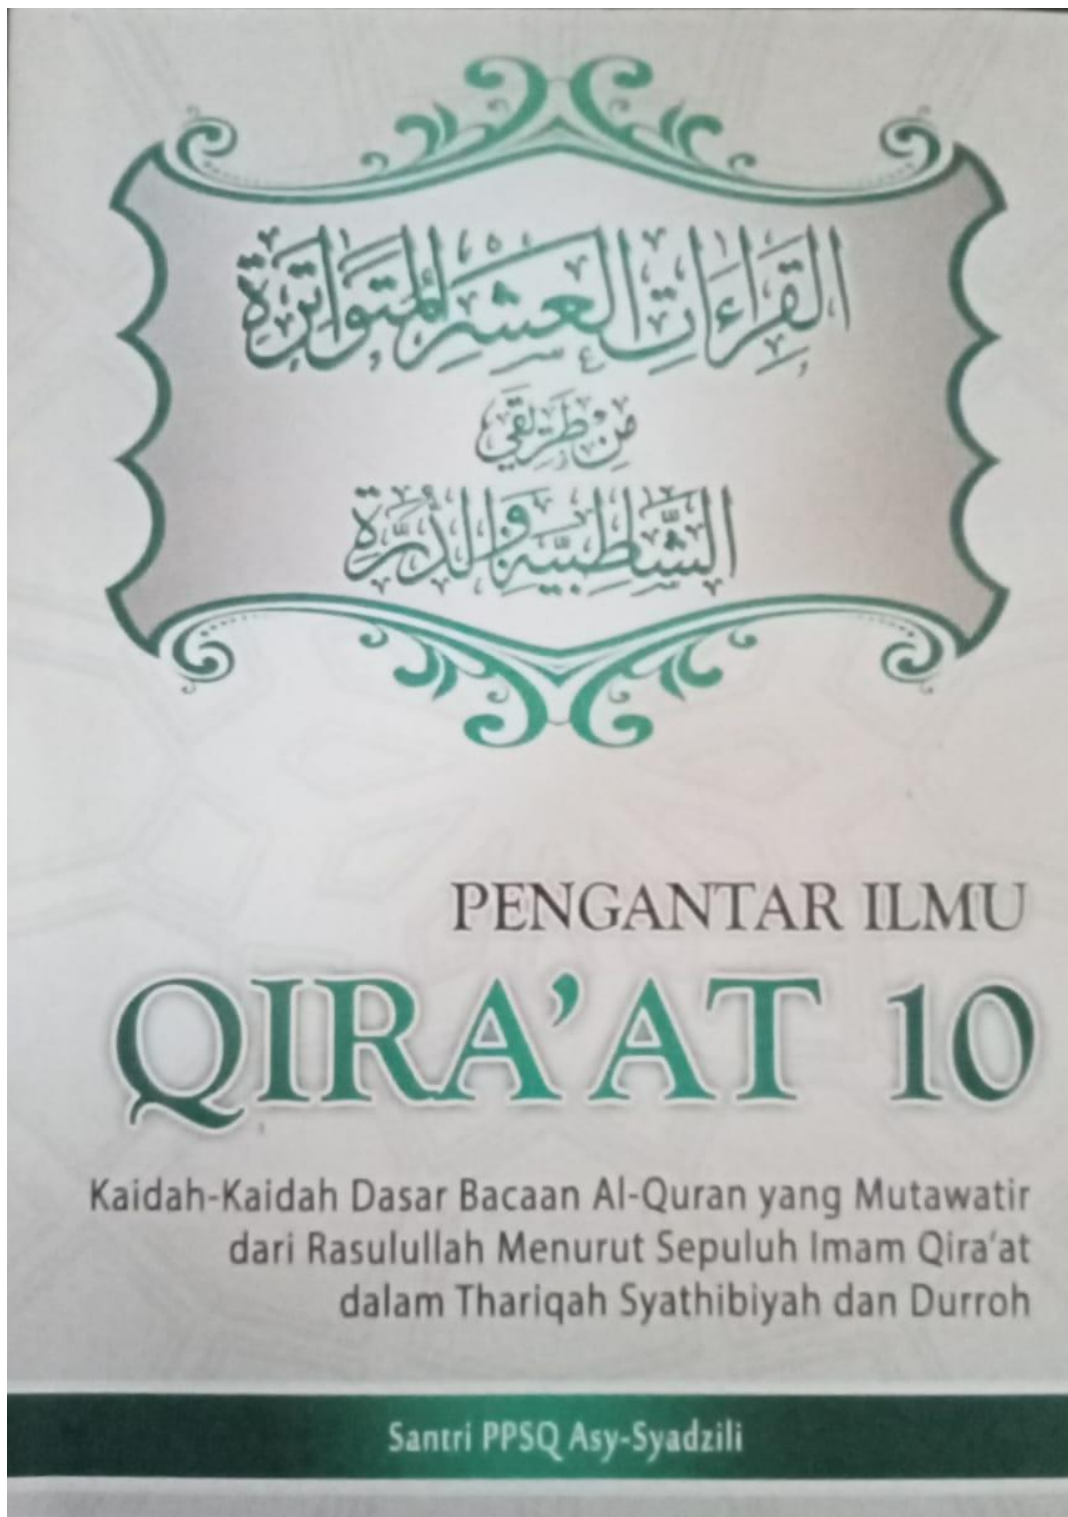 القراءات العشر المتواترة
من طريقي
الشاطبية والدرة
PENGANTAR ILMU
QIRA'AT 10
Kaidah-Kaidah Dasar Bacaan Al-Quran yang Mutawatir
dari Rasulullah Menurut Sepuluh Imam Qira'at
dalam Thariqah Syathibiyah dan Durroh
Santri PPSQ Asy-Syadzili